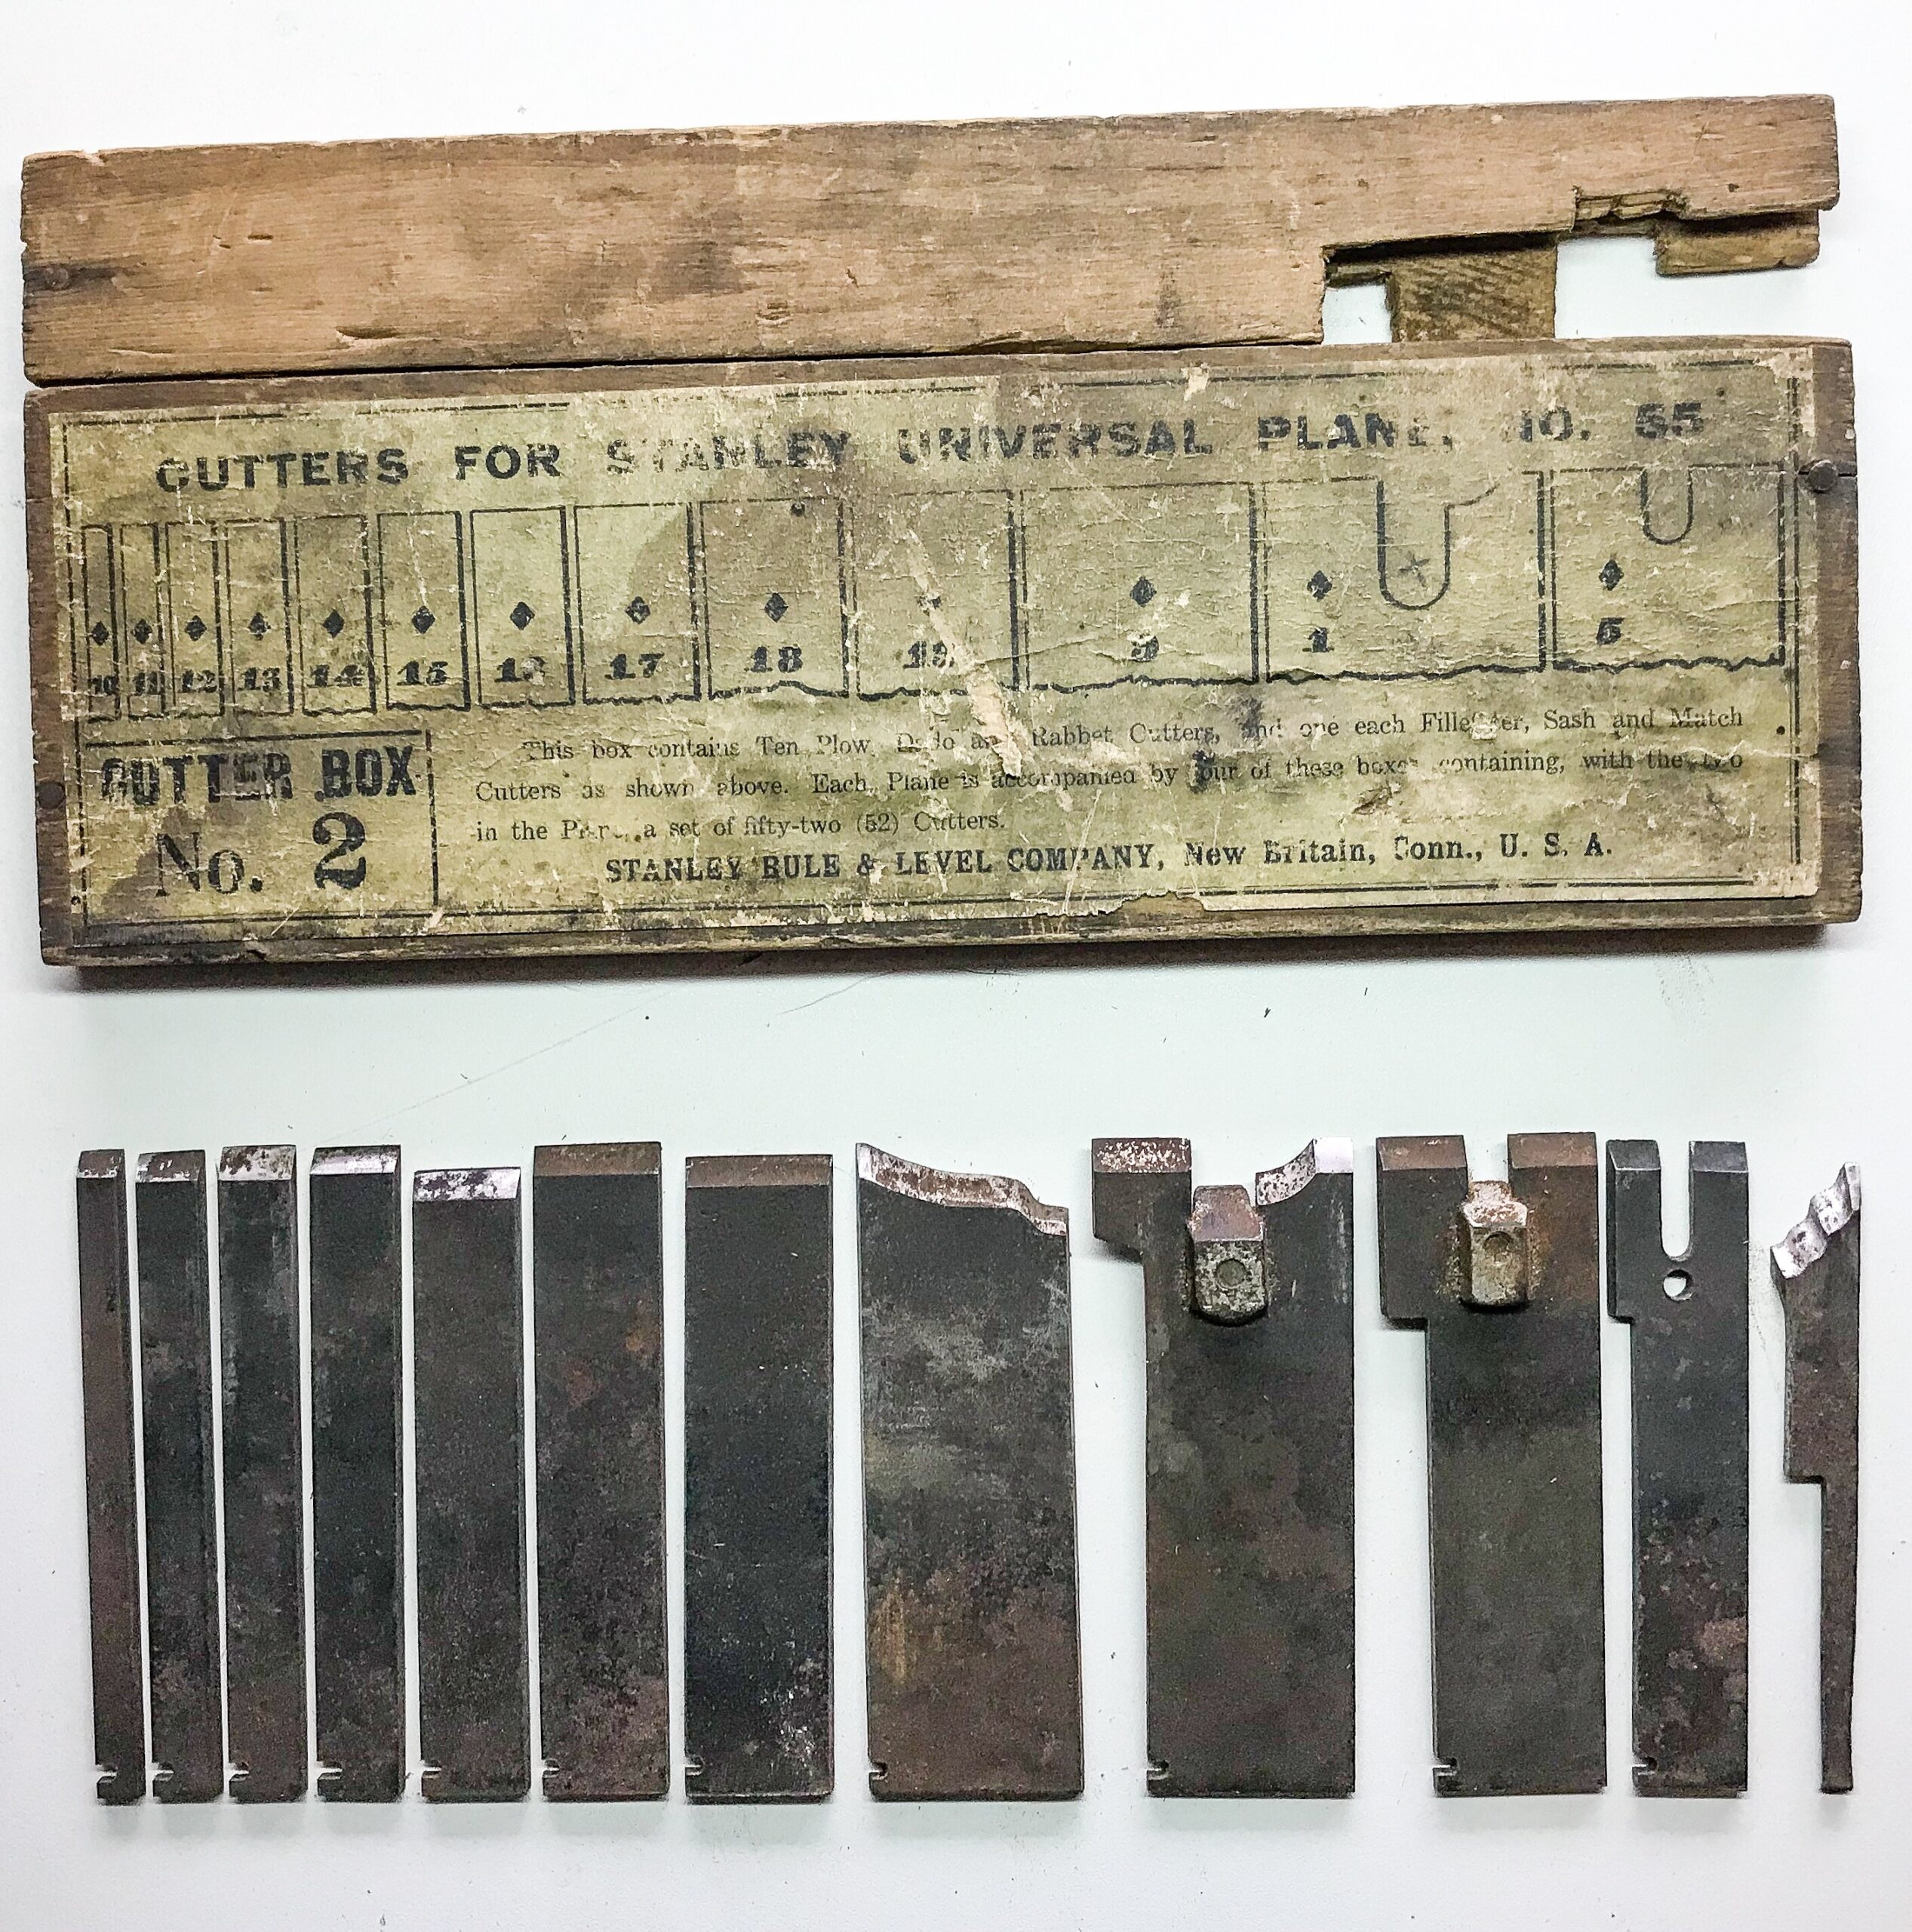 CUTTERS FOR STANLEY UNIVERSAL PLANE, NO. 55
10 11 12 13 14 15 16 17 18 19 1 5
This box contains Ten Plow, Dado and Rabbet Cutters, and one each Filletster, Sash and Match
CUTTER BOX
No. 2
Cutters as shown above. Each Plane is accompanied by four of these boxes containing, with the two
in the Plane, a set of fifty-two (52) Cutters.
STANLEY RULE & LEVEL COMPANY, New Britain, Conn., U. S. A.